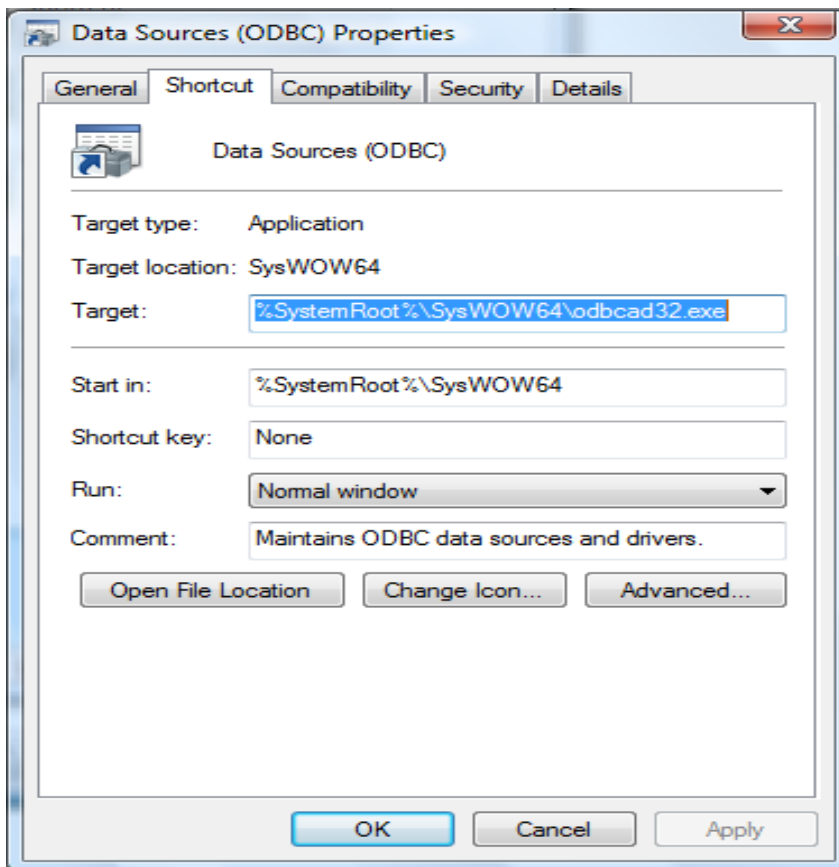 Data Sources (ODBC) Properties
General Shortcut Compatibility Security Details
Data Sources (ODBC)
Target type: Application
Target location: SysWOW64
Target: %SystemRoot%\SysWOW64\odbcad32.exe
Start in: %SystemRoot%\SysWOW64
Shortcut key: None
Run: Normal window
Comment: Maintains ODBC data sources and drivers.
Open File Location Change Icon... Advanced...
OK Cancel Apply